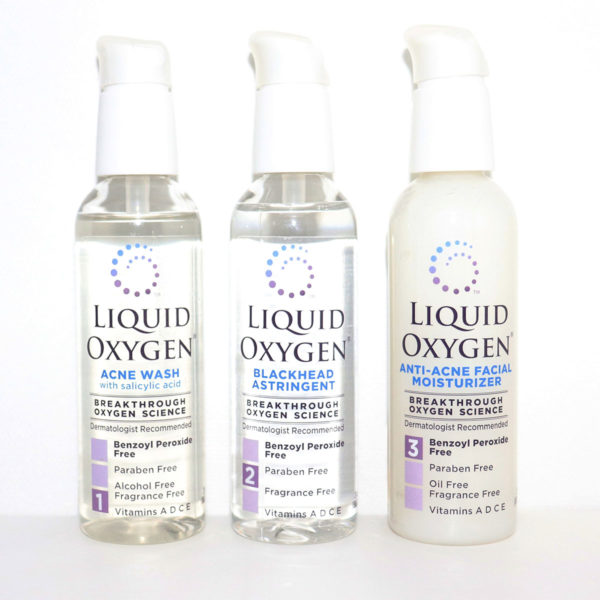 LIQUID
OXYGEN®
ACNE WASH
with salicylic acid
BREAKTHROUGH
OXYGEN SCIENCE
Dermatologist Recommended
Benzoyl Peroxide
Free
Paraben Free
Alcohol Free
1
Fragrance Free
Vitamins A D C E
LIQUID
OXYGEN®
BLACKHEAD
ASTRINGENT
BREAKTHROUGH
OXYGEN SCIENCE
Dermatologist Recommended
Benzoyl Peroxide
Free
2 Paraben Free
Fragrance Free
Vitamins A D C E
TM
LIQUID
OXYGEN®
ANTI-ACNE FACIAL
MOISTURIZER
BREAKTHROUGH
OXYGEN SCIENCE
Dermatologist Recommended
3 Benzoyl Peroxide
Free
Paraben Free
Oil Free
Fragrance Free
Vitamins A D C E